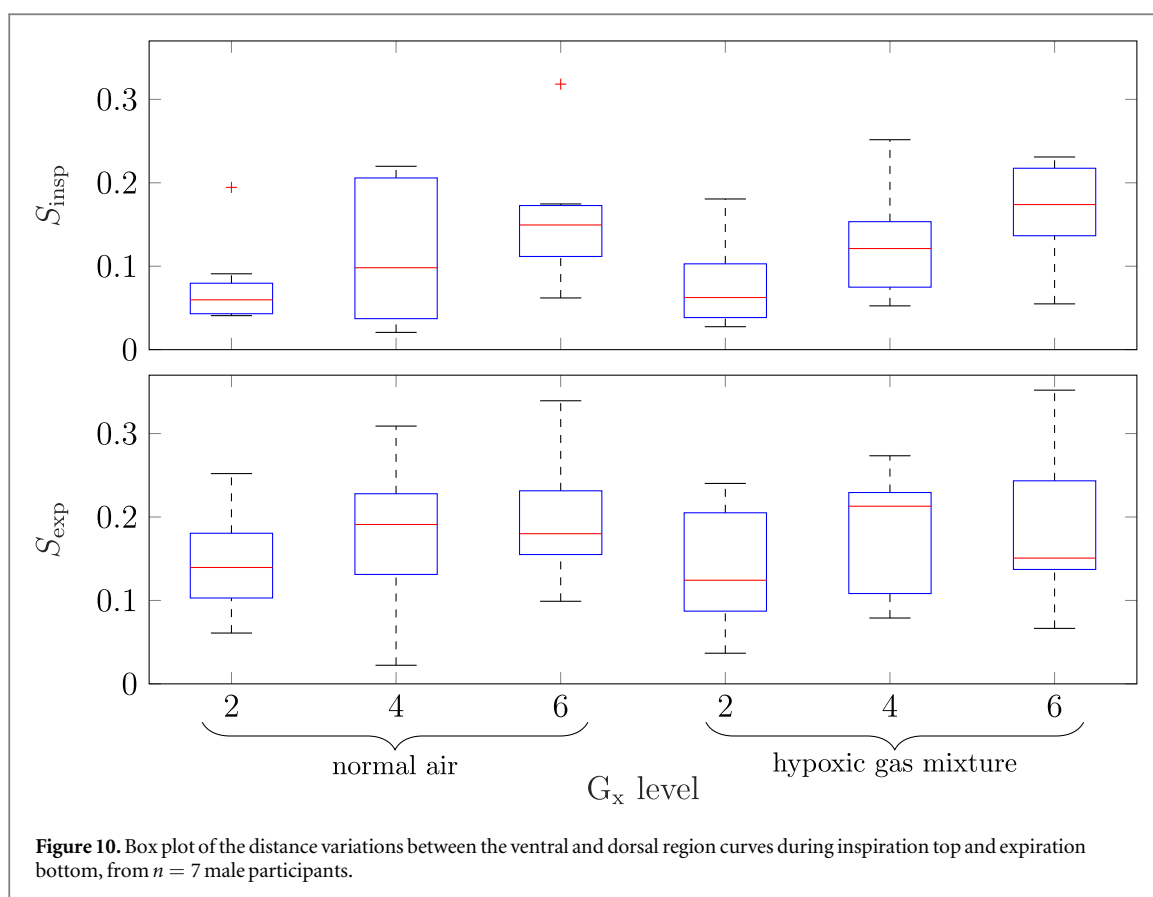 0.3
0.2
0.1
0
S_insp
0.3
0.2
0.1
0
S_exp
2 4 6 2 4 6
normal air hypoxic gas mixture
G_x level
Figure 10. Box plot of the distance variations between the ventral and dorsal region curves during inspiration top and expiration
bottom, from n = 7 male participants.